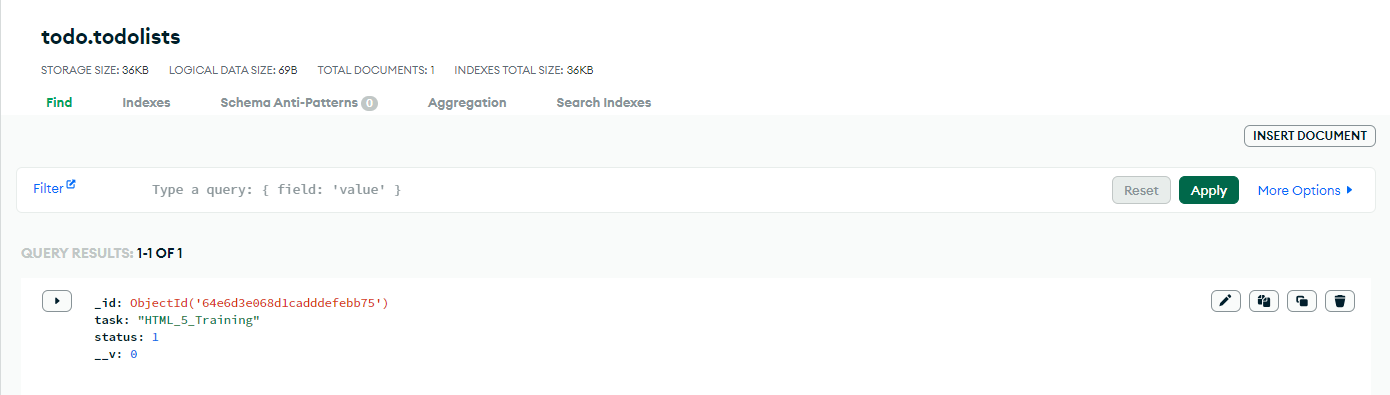 todo.todolists
STORAGE SIZE: 36KB LOGICAL DATA SIZE: 69B TOTAL DOCUMENTS: 1 INDEXES TOTAL SIZE: 36KB
Find Indexes Schema Anti-Patterns 0 Aggregation Search Indexes
INSERT DOCUMENT
Filter Type a query: { field: 'value' } Reset Apply More Options
QUERY RESULTS: 1-1 OF 1
_id: ObjectId('64e6d3e068d1cadddefebb75')
task: "HTML_5_Training"
status: 1
__v: 0